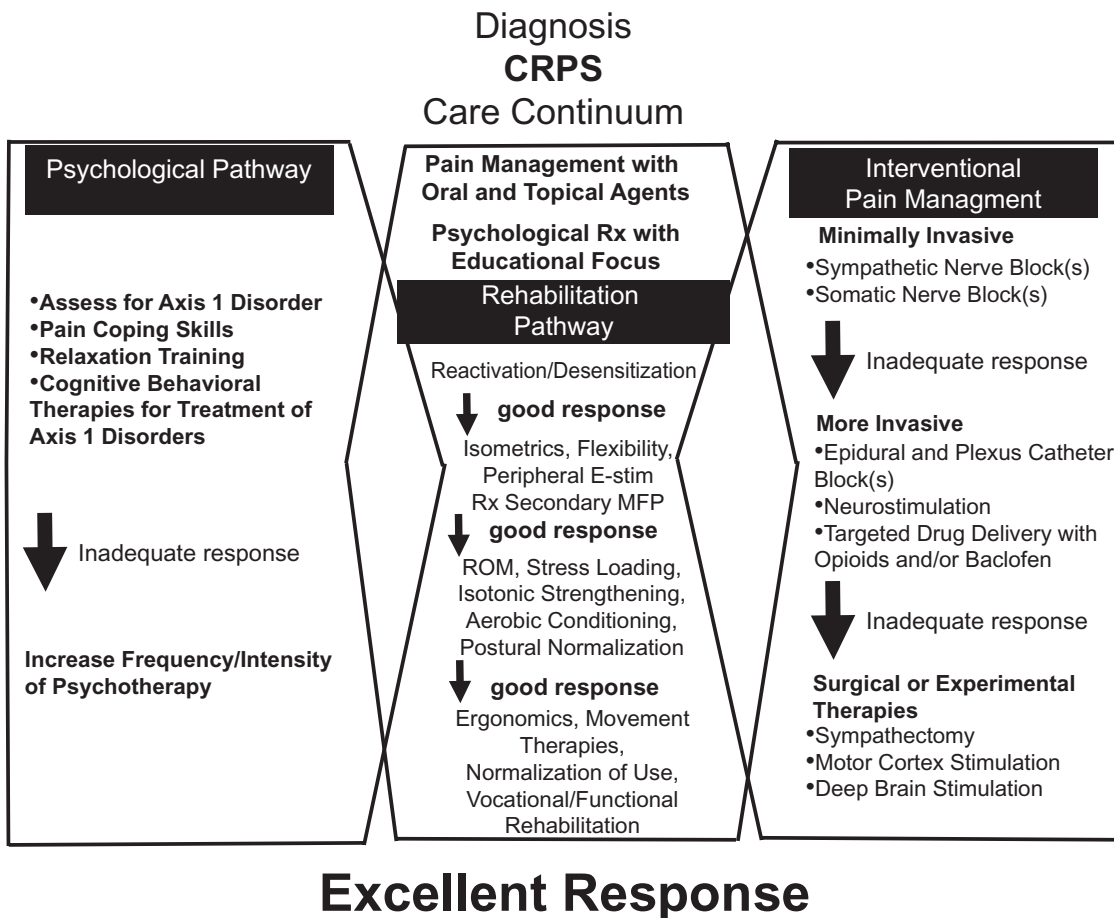 Diagnosis
CRPS
Care Continuum
Psychological Pathway
•Assess for Axis 1 Disorder
•Pain Coping Skills
•Relaxation Training
•Cognitive Behavioral
Therapies for Treatment of
Axis 1 Disorders
Inadequate response
Increase Frequency/Intensity
of Psychotherapy
Pain Management with
Oral and Topical Agents
Psychological Rx with
Educational Focus
Rehabilitation
Pathway
Reactivation/Desensitization
good response
Isometrics, Flexibility,
Peripheral E-stim
Rx Secondary MFP
good response
ROM, Stress Loading,
Isotonic Strengthening,
Aerobic Conditioning,
Postural Normalization
good response
Ergonomics, Movement
Therapies,
Normalization of Use,
Vocational/Functional
Rehabilitation
Interventional
Pain Managment
Minimally Invasive
•Sympathetic Nerve Block(s)
•Somatic Nerve Block(s)
Inadequate response
More Invasive
•Epidural and Plexus Catheter
Block(s)
•Neurostimulation
•Targeted Drug Delivery with
Opioids and/or Baclofen
Inadequate response
Surgical or Experimental
Therapies
•Sympathectomy
•Motor Cortex Stimulation
•Deep Brain Stimulation
Excellent Response